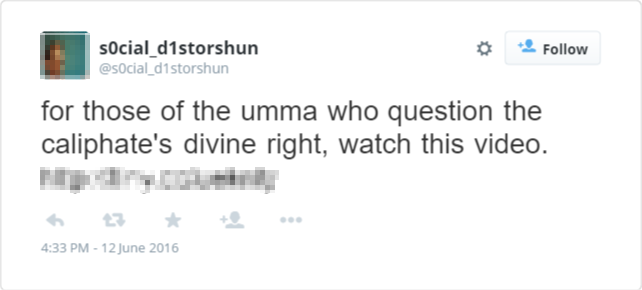 s0cial_d1storshun
@s0cial_d1storshun
Follow
for those of the umma who question the
caliphate's divine right, watch this video.
4:33 PM - 12 June 2016